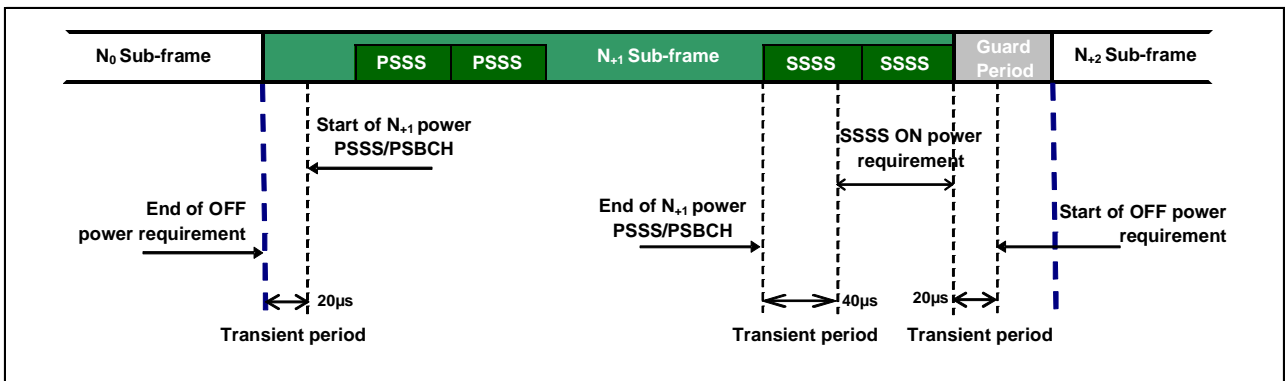 N0 Sub-frame
PSSS
PSSS
N+1 Sub-frame
SSSS
SSSS
Guard
Period
N+2 Sub-frame
Start of N+1 power
PSSS/PSBCH
SSSS ON power
requirement
End of OFF
power requirement
End of N+1 power
PSSS/PSBCH
Start of OFF power
requirement
20µs
40µs
20µs
Transient period
Transient period
Transient period